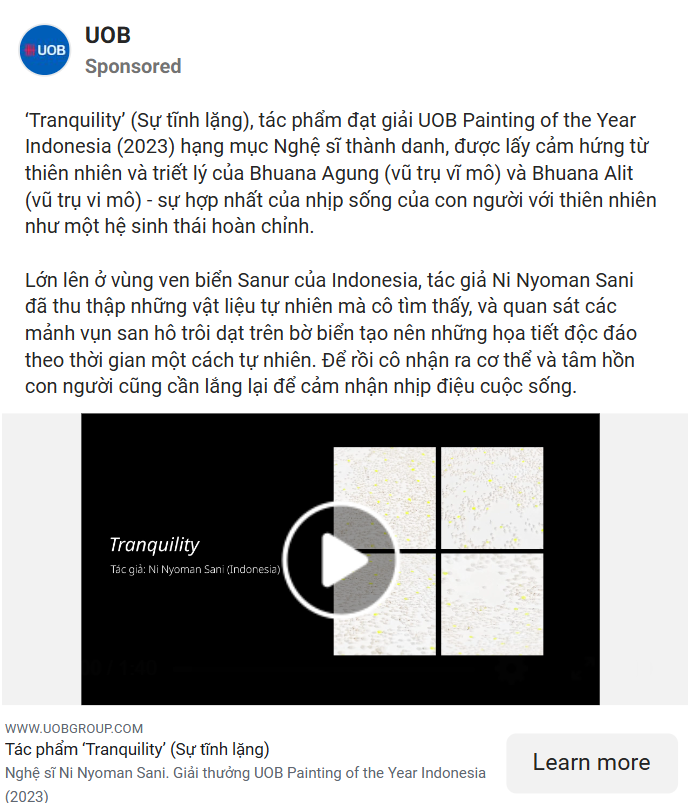 UOB
UOB
Sponsored
‘Tranquility’ (Sự tĩnh lặng), tác phẩm đạt giải UOB Painting of the Year
Indonesia (2023) hạng mục Nghệ sĩ thành danh, được lấy cảm hứng từ
thiên nhiên và triết lý của Bhuana Agung (vũ trụ vĩ mô) và Bhuana Alit
(vũ trụ vi mô) - sự hợp nhất của nhịp sống của con người với thiên nhiên
như một hệ sinh thái hoàn chỉnh.
Lớn lên ở vùng ven biển Sanur của Indonesia, tác giả Ni Nyoman Sani
đã thu thập những vật liệu tự nhiên mà cô tìm thấy, và quan sát các
mảnh vụn san hô trôi dạt trên bờ biển tạo nên những họa tiết độc đáo
theo thời gian một cách tự nhiên. Để rồi cô nhận ra cơ thể và tâm hồn
con người cũng cần lắng lại để cảm nhận nhịp điệu cuộc sống.
Tranquility
Tác giả: Ni Nyoman Sani (Indonesia)
WWW.UOBGROUP.COM
Tác phẩm ‘Tranquility’ (Sự tĩnh lặng)
Nghệ sĩ Ni Nyoman Sani. Giải thưởng UOB Painting of the Year Indonesia
(2023)
Learn more